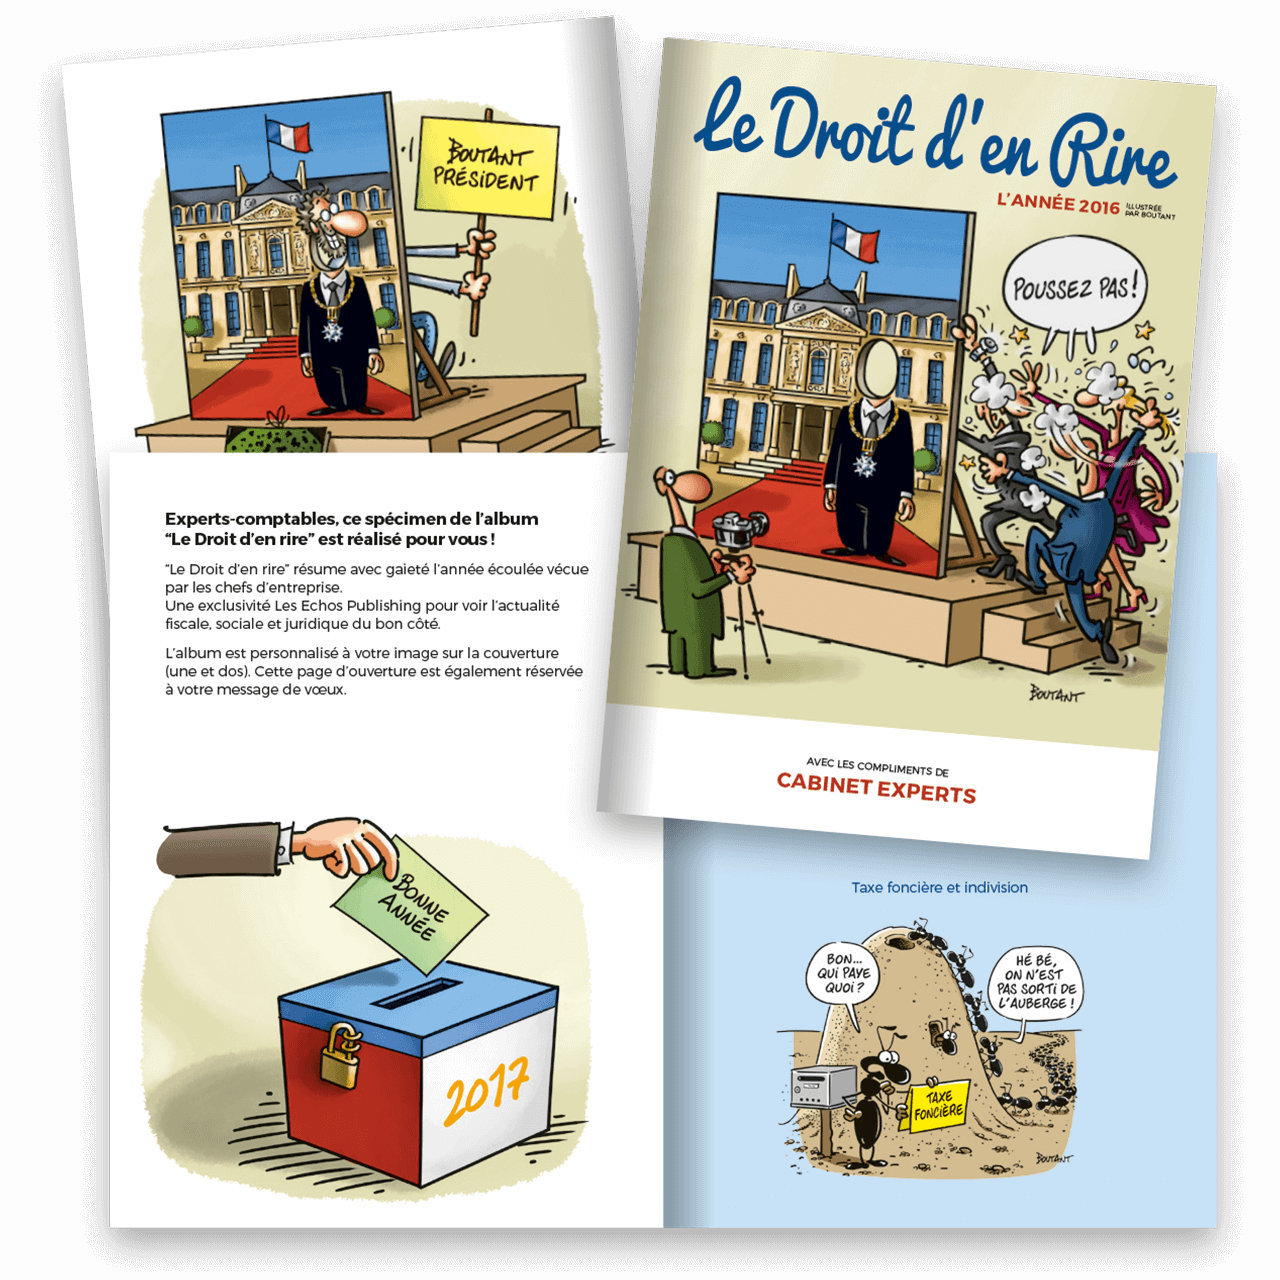 BOUTANT
PRÉSIDENT
Le Droit d'en Rire
L'ANNÉE 2016 ILLUSTRÉE
PAR BOUTANT
POUSSEZ PAS!
BOUTANT
AVEC LES COMPLIMENTS DE
CABINET EXPERTS
Experts-comptables, ce spécimen de l'album
“Le Droit d'en rire” est réalisé pour vous !
“Le Droit d'en rire” résume avec gaieté l'année écoulée vécue
par les chefs d'entreprise.
Une exclusivité Les Echos Publishing pour voir l'actualité
fiscale, sociale et juridique du bon côté.
L'album est personnalisé à votre image sur la couverture
(une et dos). Cette page d'ouverture est également réservée
à votre message de vœux.
BONNE
ANNÉE
2017
Taxe foncière et indivision
BON...
QUI PAYE
QUOI ?
HÉ BÉ,
ON N'EST
PAS SORTI DE
L'AUBERGE !
TAXE
FONCIÈRE
BOUTANT